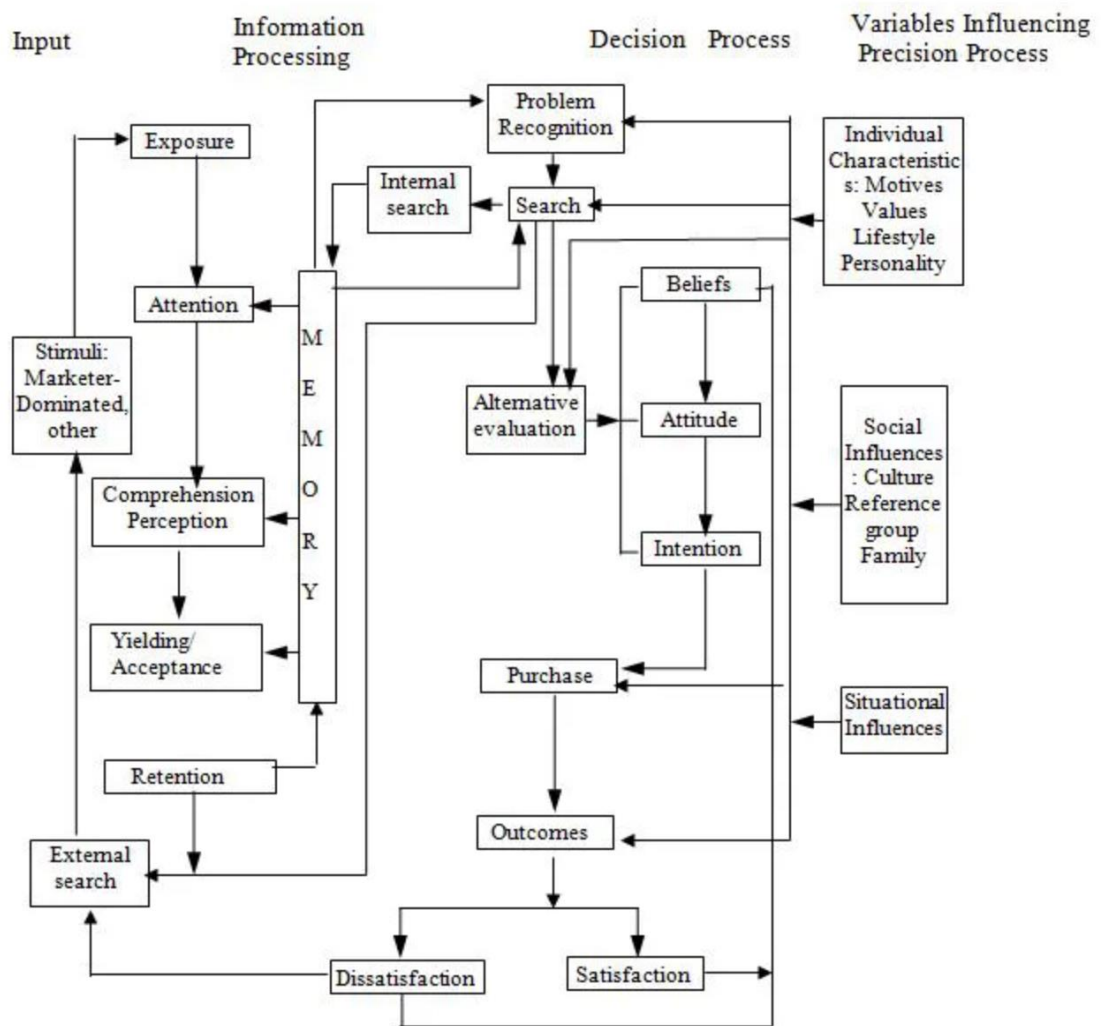 Input
Information
Processing
Decision Process
Variables Influencing
Precision Process
Exposure
Attention
Stimuli:
Marketer-
Dominated,
other
Comprehension
Perception
Yielding/
Acceptance
Retention
External
search
M
E
M
O
R
Y
Internal
search
Problem
Recognition
Search
Alternative
evaluation
Beliefs
Attitude
Intention
Purchase
Outcomes
Dissatisfaction
Satisfaction
Individual
Characteristic
s: Motives
Values
Lifestyle
Personality
Social
Influences
: Culture
Reference
group
Family
Situational
Influences